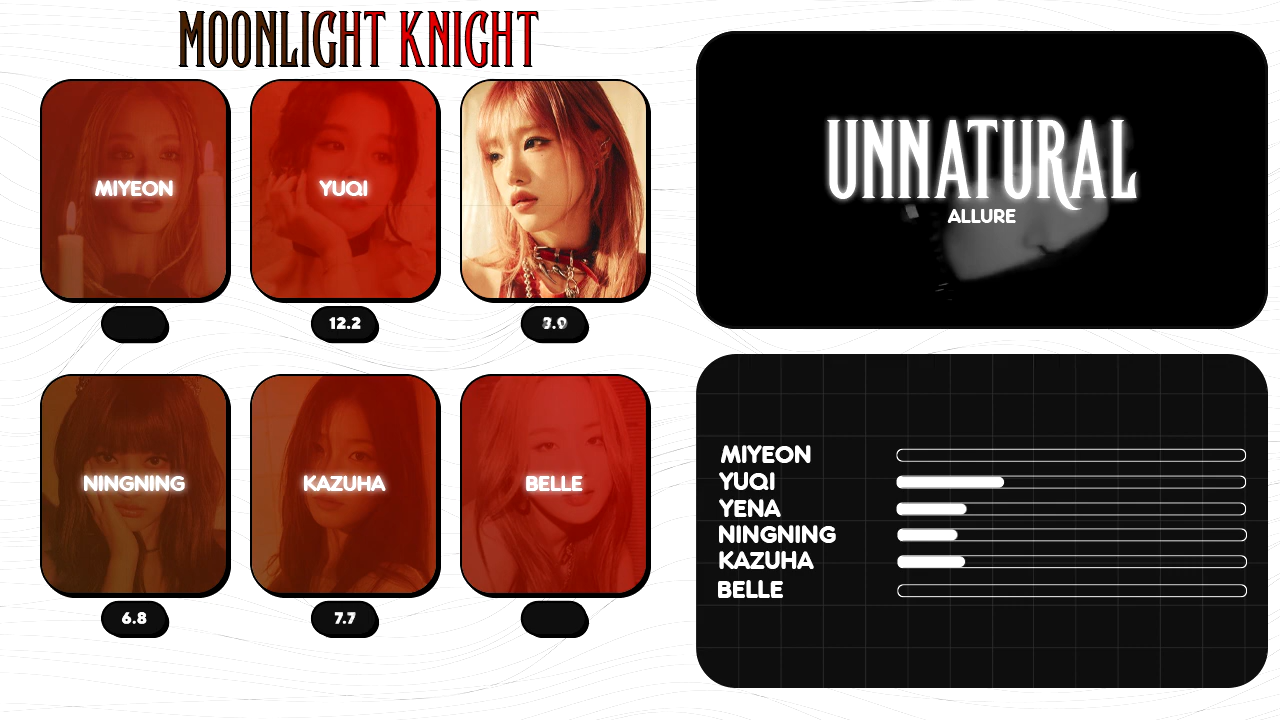 MOONLIGHT KNIGHT
MIYEON
YUQI
12.2
NINGNING
KAZUHA
BELLE
6.8
7.7
UNNATURAL
ALLURE
MIYEON
YUQI
YENA
NINGNING
KAZUHA
BELLE